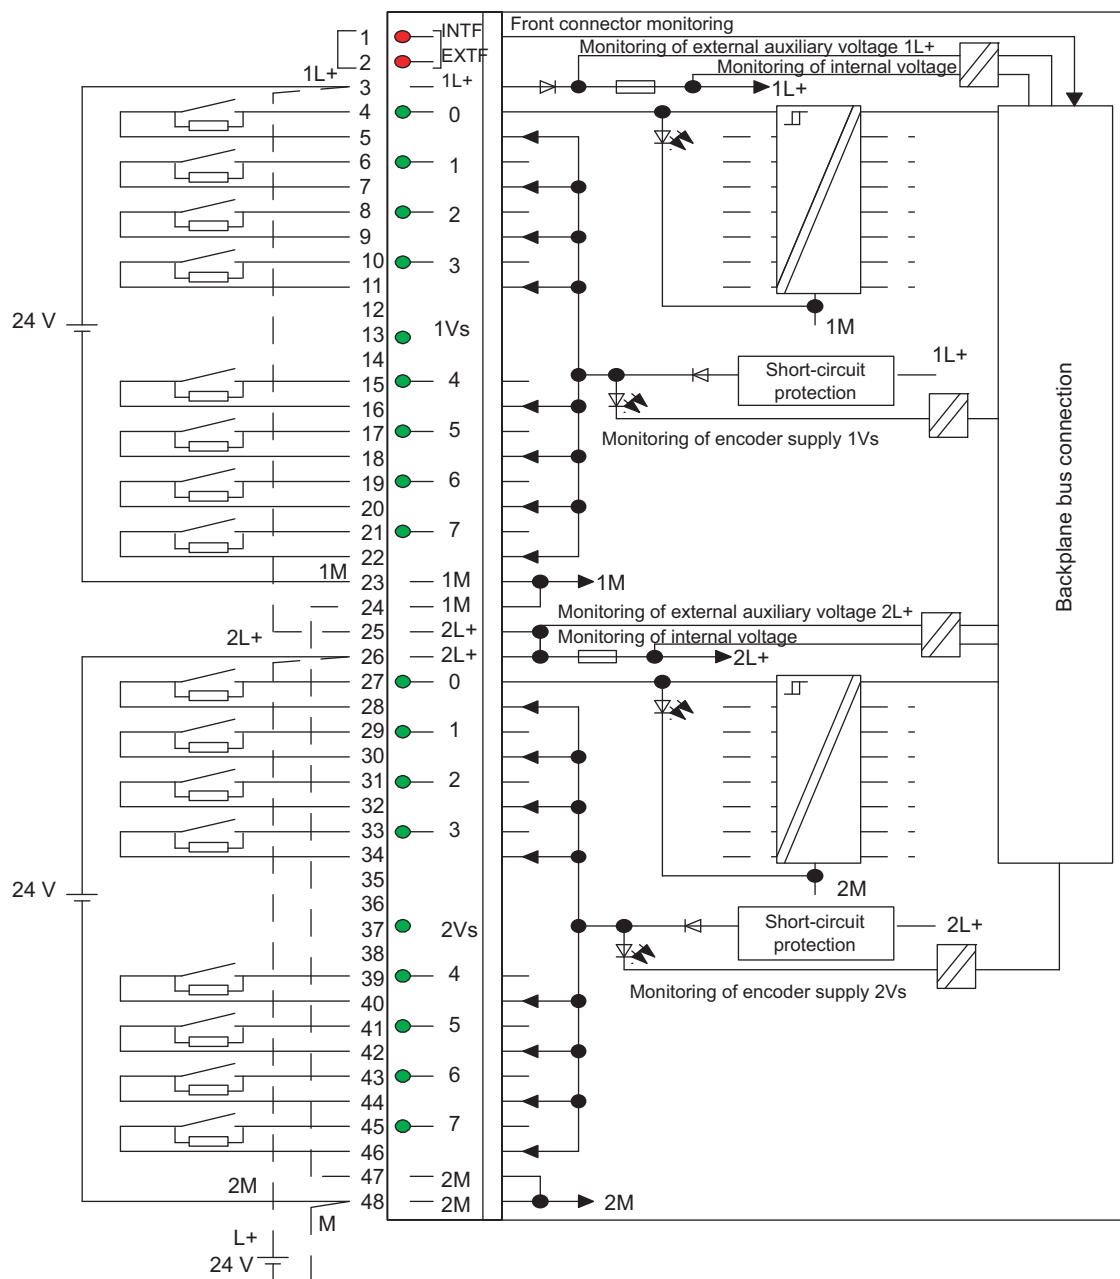 Front connector monitoring
1 INTF
Monitoring of external auxiliary voltage 1L+
2 EXTF
Monitoring of internal voltage
1L+
3 1L+
1L+
4 0
5
6 1
7
8 2
9
10 3
11
12
24 V
13 1Vs
1M
14
1L+
15 4
Short-circuit
protection
16
17 5
Monitoring of encoder supply 1Vs
18
19 6
20
21 7
22
1M
23 1M
1M
24 1M
Monitoring of external auxiliary voltage 2L+
25 2L+
2L+
Monitoring of internal voltage
26 2L+
2L+
27 0
28
29 1
30
31 2
32
33 3
34
35
24 V
2M
36
37 2Vs
Short-circuit
protection
2L+
38
39 4
Monitoring of encoder supply 2Vs
40
41 5
42
43 6
44
45 7
46
47 2M
2M
48 2M
2M
M
L+
24 V
Backplane bus connection